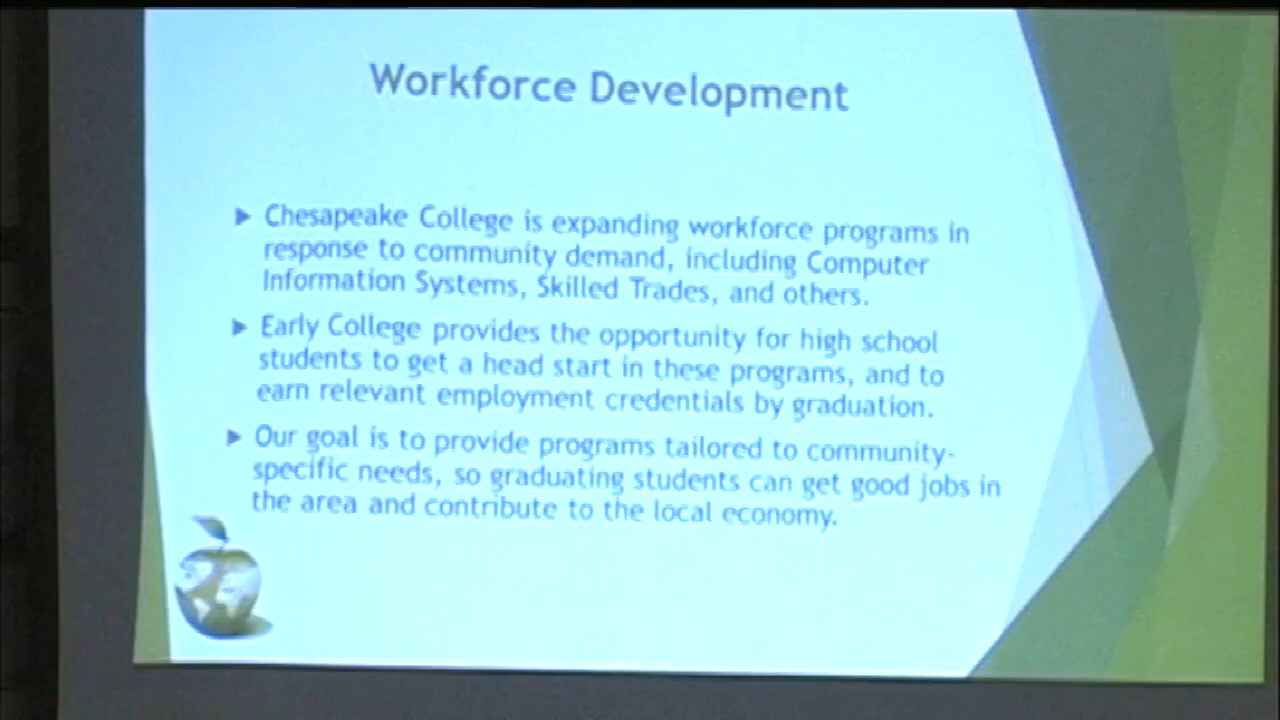 Workforce Development
Chesapeake College is expanding workforce programs in
response to community demand, including Computer
Information Systems, Skilled Trades, and others.
Early College provides the opportunity for high school
students to get a head start in these programs, and to
earn relevant employment credentials by graduation.
Our goal is to provide programs tailored to community-
specific needs, so graduating students can get good jobs in
the area and contribute to the local economy.